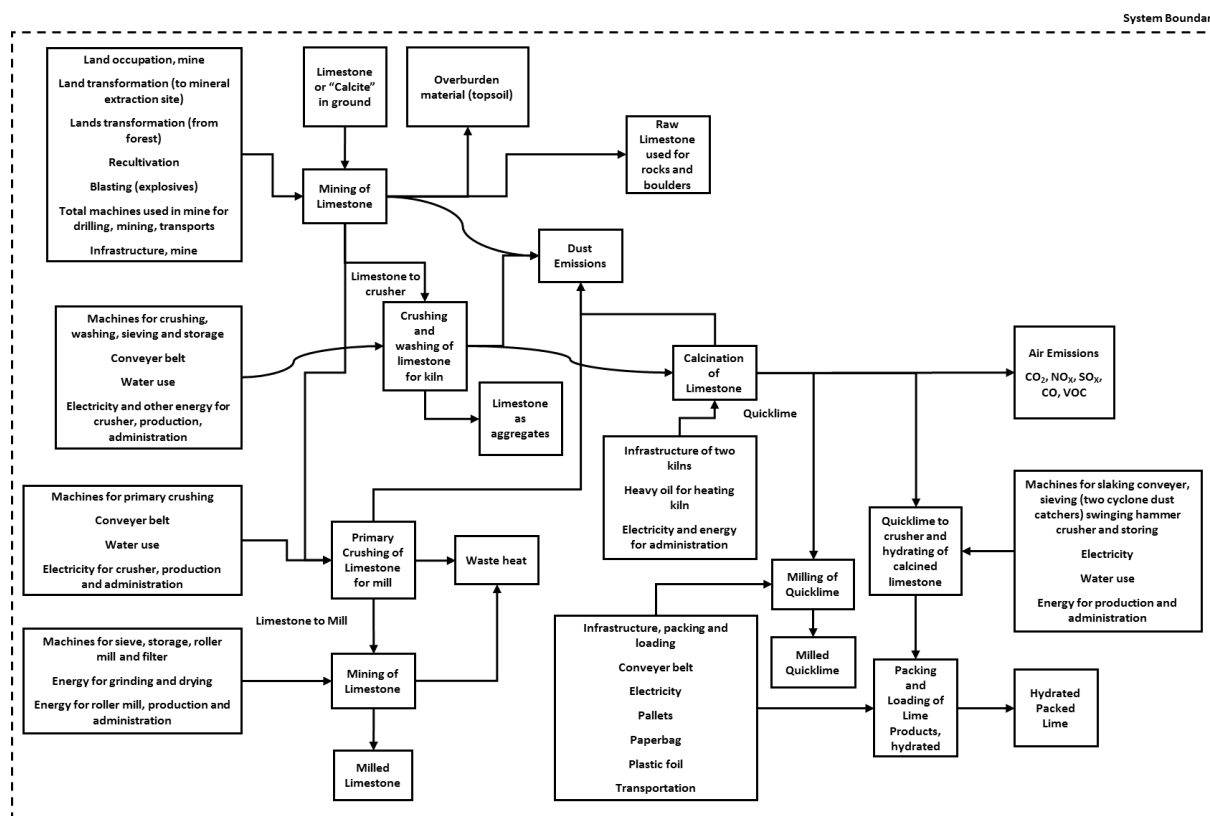 System Boundar
Land occupation, mine
Land transformation (to mineral
extraction site)
Lands transformation (from
forest)
Recultivation
Blasting (explosives)
Total machines used in mine for
drilling, mining, transports
Infrastructure, mine
Limestone
or “Calcite”
in ground
Overburden
material (topsoil)
Raw
Limestone
used for
rocks and
boulders
Mining of
Limestone
Dust
Emissions
Limestone to
crusher
Machines for crushing,
washing, sieving and storage
Conveyer belt
Water use
Electricity and other energy for
crusher, production,
administration
Crushing
and
washing of
limestone
for kiln
Limestone
as
aggregates
Calcination
of
Limestone
Quicklime
Air Emissions
CO₂, NOₓ, SOₓ,
CO, VOC
Infrastructure of two
kilns
Heavy oil for heating
kiln
Electricity and energy
for administration
Machines for primary crushing
Conveyer belt
Water use
Electricity for crusher, production
and administration
Primary
Crushing of
Limestone
for mill
Waste heat
Quicklime to
crusher and
hydrating of
calcined
limestone
Machines for slaking conveyer,
sieving (two cyclone dust
catchers) swinging hammer
crusher and storing
Electricity
Water use
Energy for production and
administration
Milling of
Quicklime
Limestone to Mill
Machines for sieve, storage, roller
mill and filter
Energy for grinding and drying
Energy for roller mill, production and
administration
Mining of
Limestone
Milled
Limestone
Infrastructure, packing and
loading
Conveyer belt
Electricity
Pallets
Paperbag
Plastic foil
Transportation
Milled
Quicklime
Packing
and
Loading of
Lime
Products,
hydrated
Hydrated
Packed
Lime